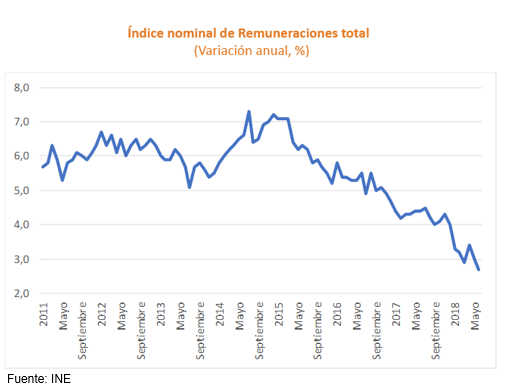 Índice nominal de Remuneraciones total
(Variación anual, %)
8,0
7,0
6,0
5,0
4,0
3,0
2,0
2011
Mayo
Septiembre
2012
Mayo
Septiembre
2013
Mayo
Septiembre
2014
Mayo
Septiembre
2015
Mayo
Septiembre
2016
Mayo
Septiembre
2017
Mayo
Septiembre
2018
Mayo
Fuente: INE